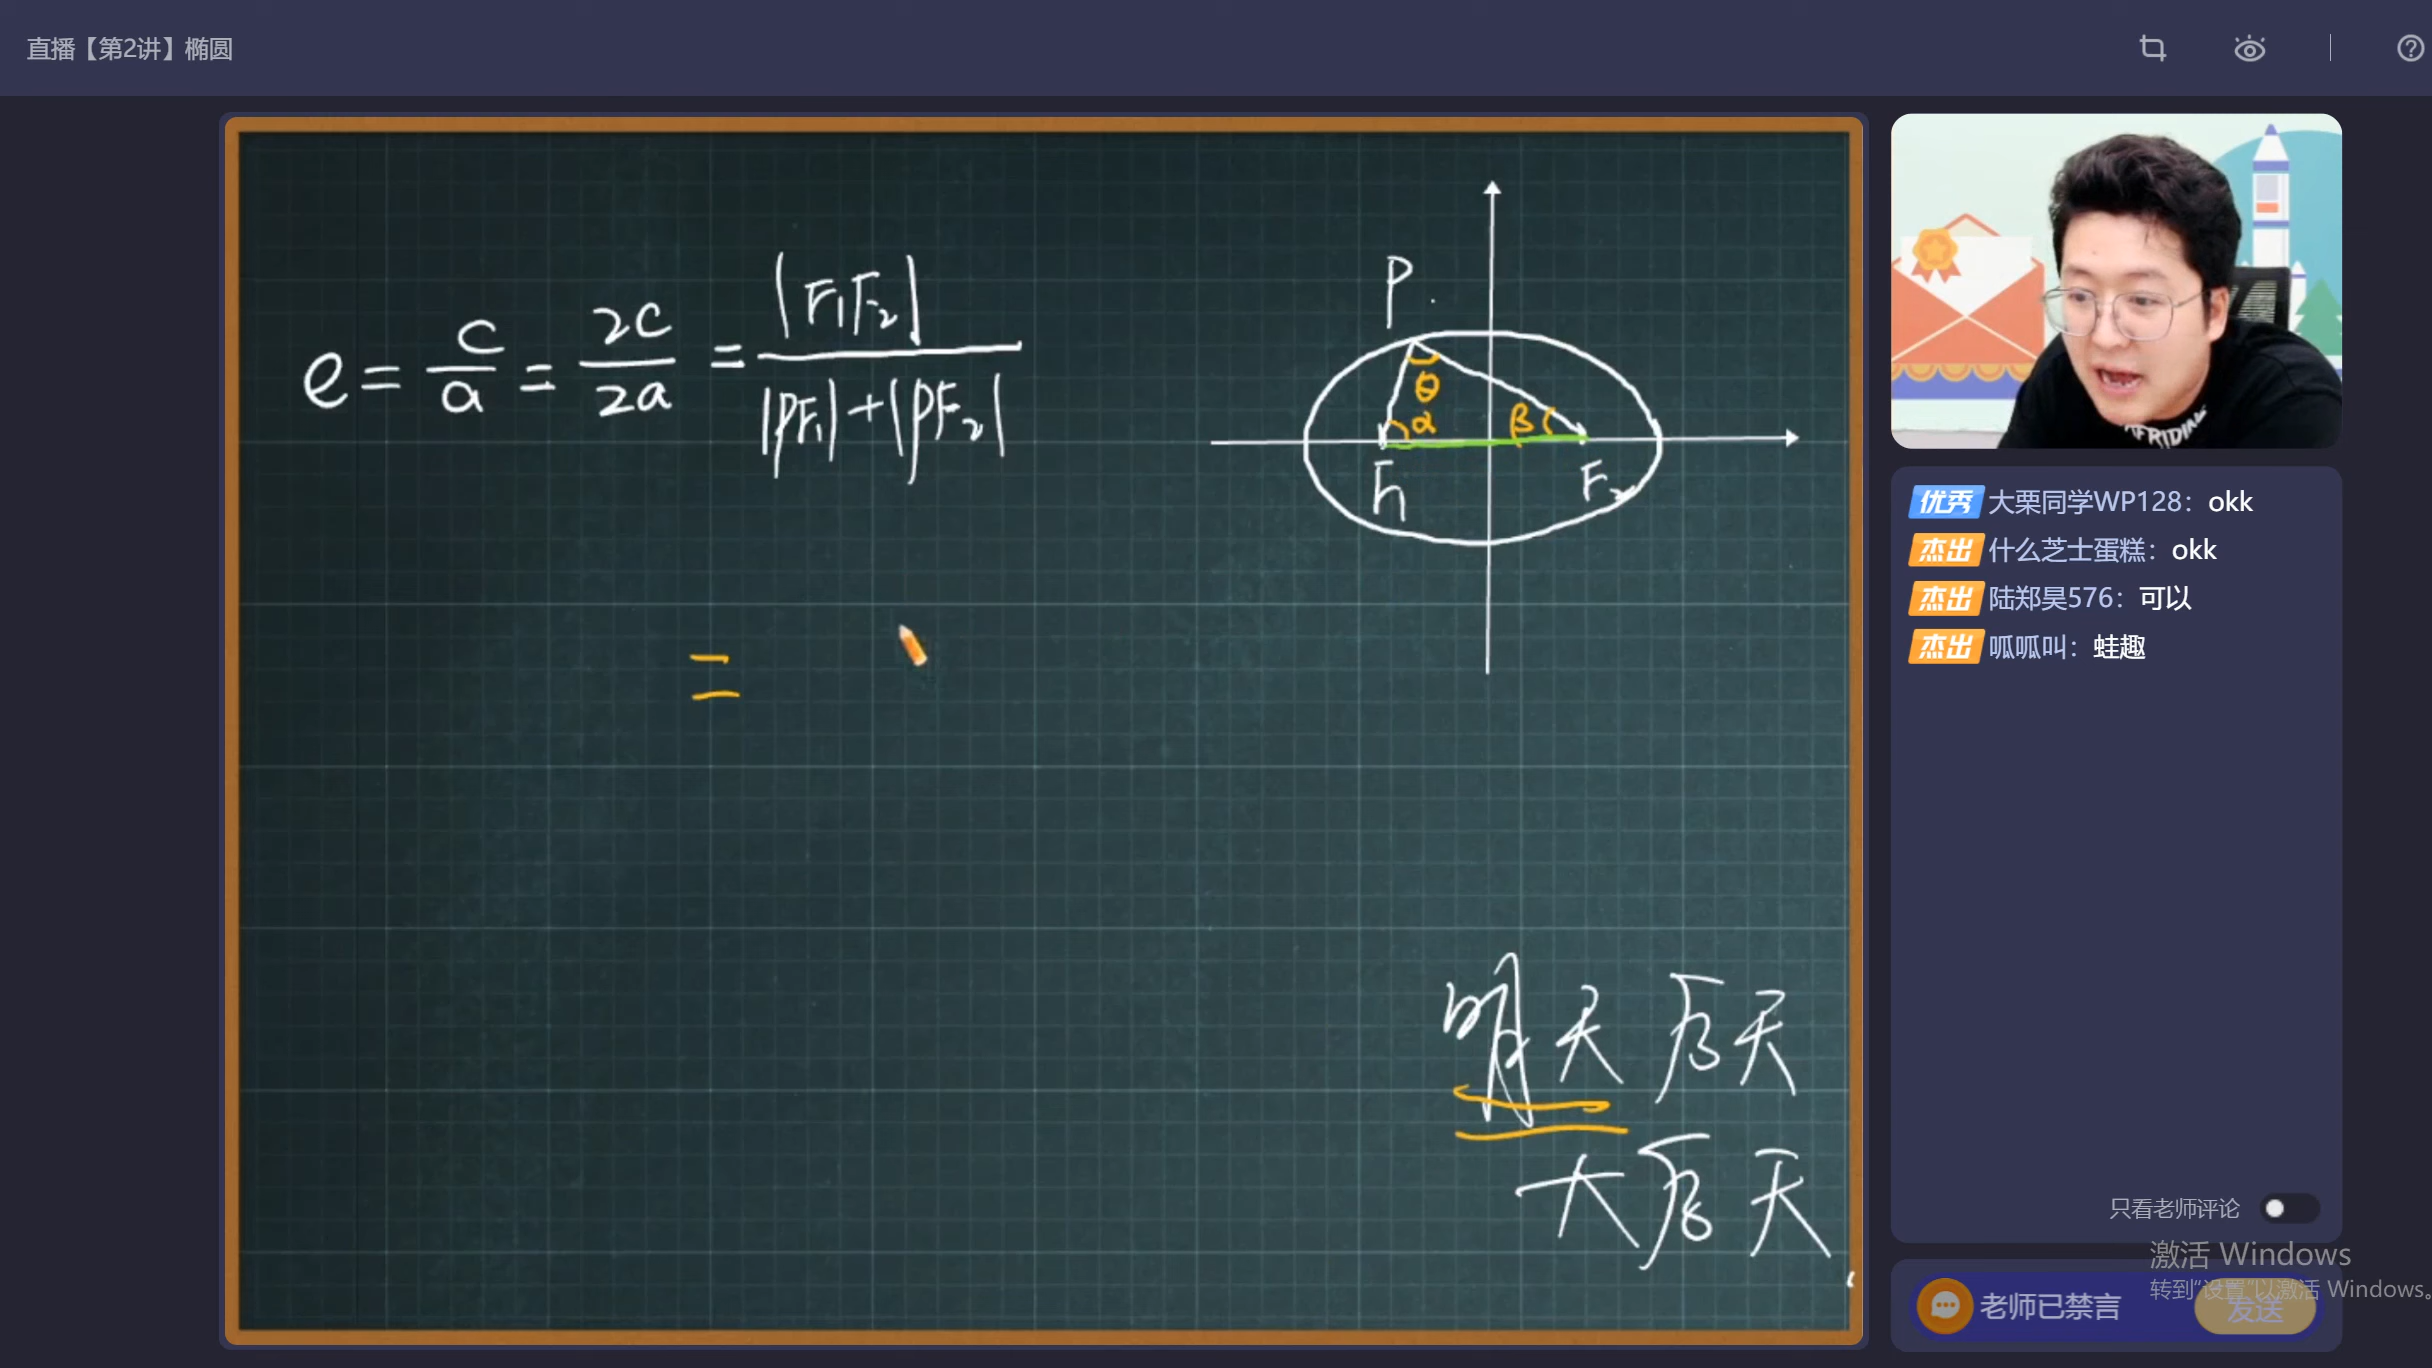 直播【第2讲】椭圆
e = c/a = 2c/2a = |F₁F₂| / |PF₁|+|PF₂|
=
P
θ
α β
F₁ F₂
明天 后天
大后天
优秀 大栗同学WP128：okk
杰出 什么芝士蛋糕：okk
杰出 陆郑昊576：可以
杰出 呱呱叫：蛙趣
只看老师评论
激活 Windows
转到“设置”以激活 Windows。
老师已禁言
发送